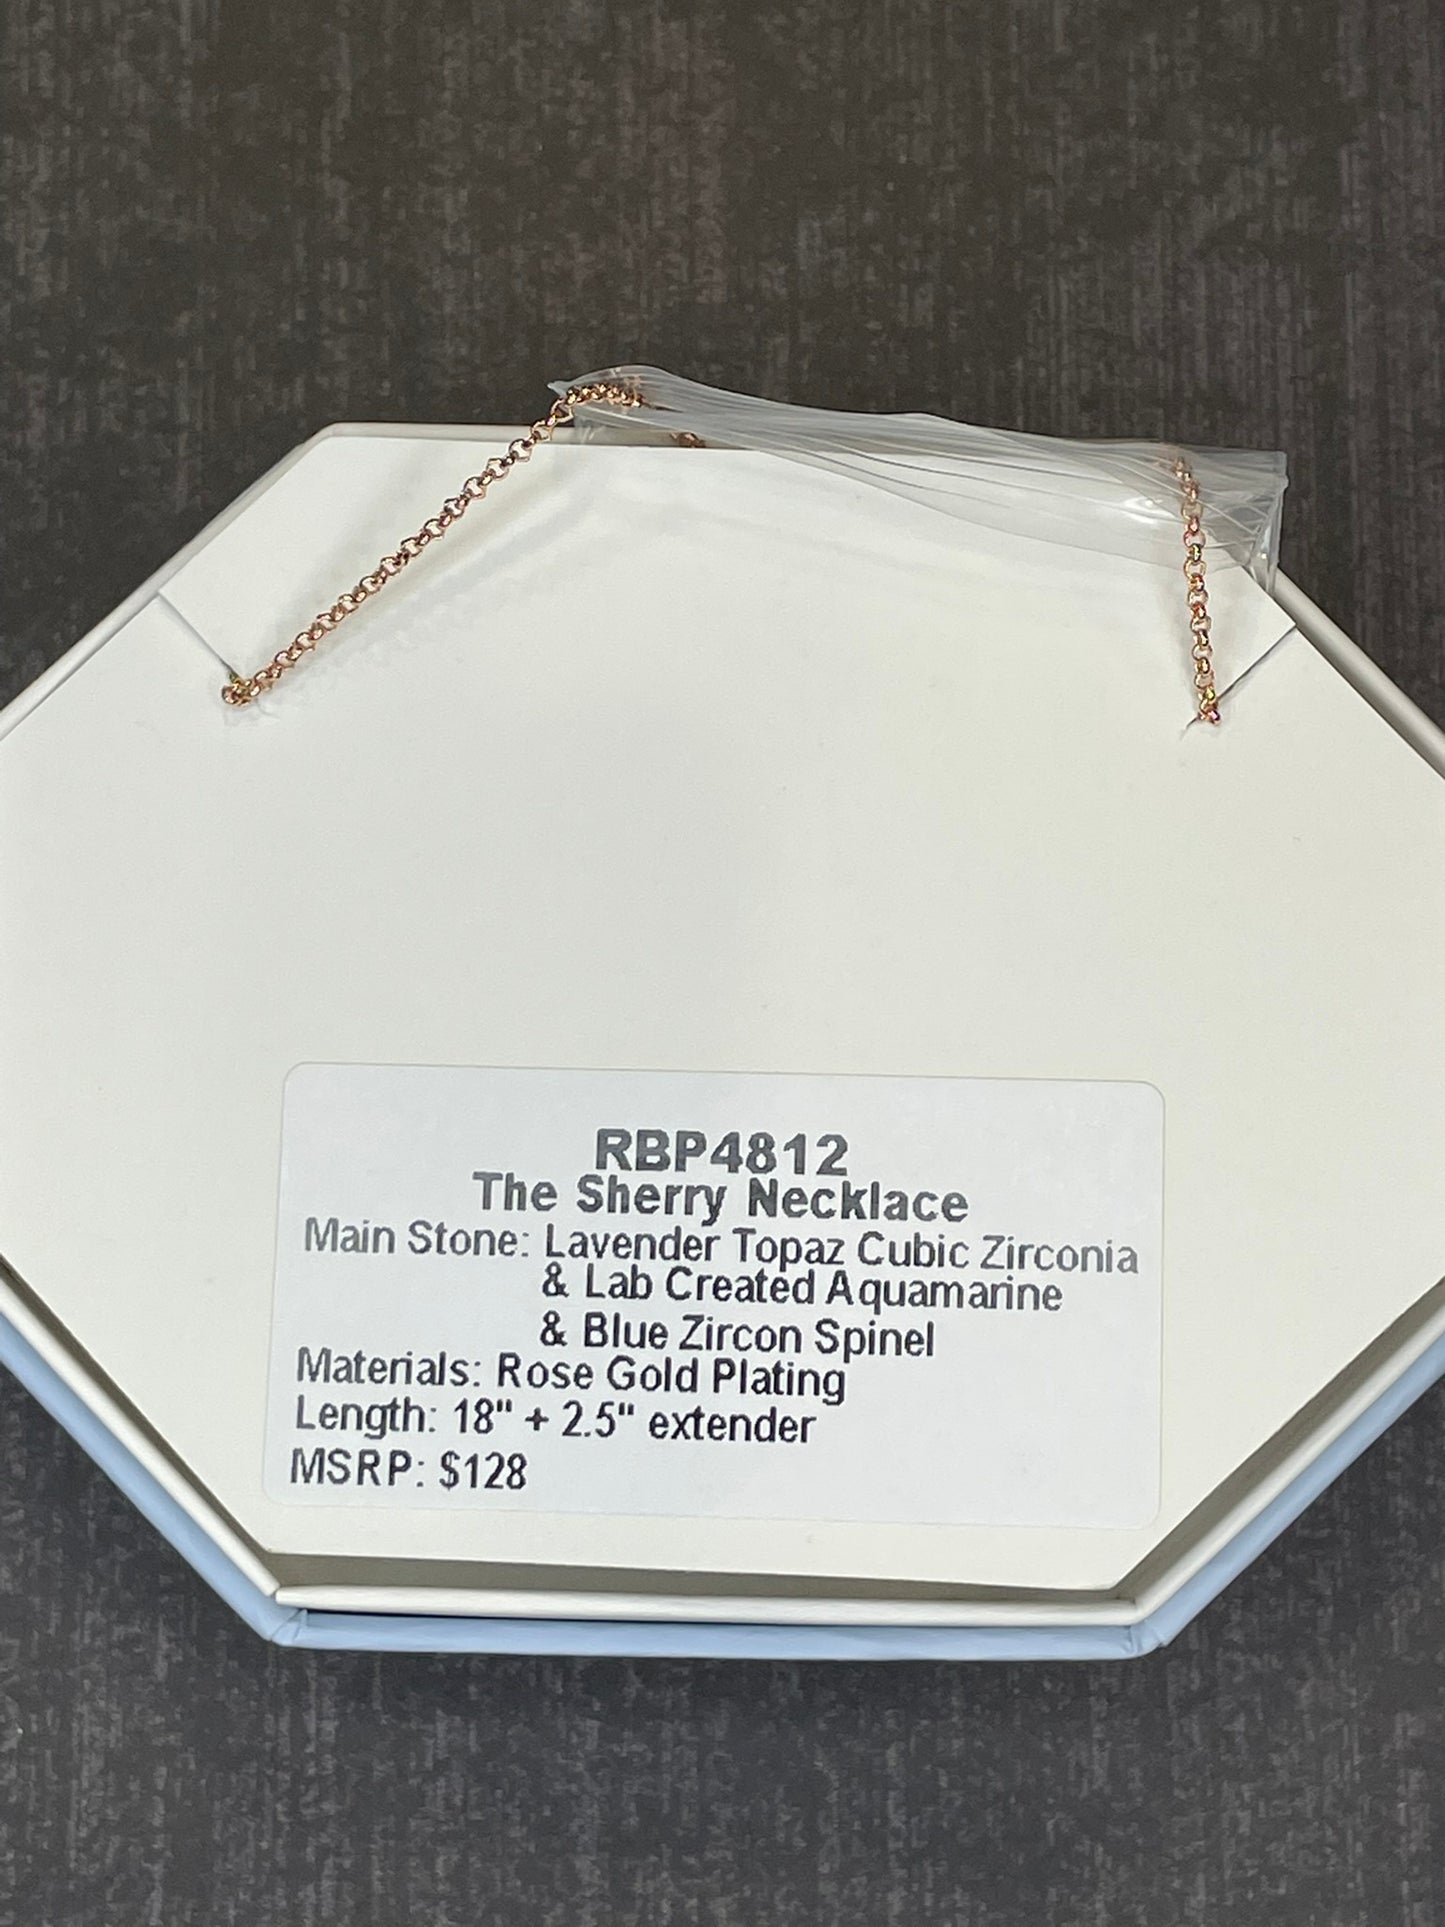 RBP4812
The Sherry Necklace
Main Stone: Lavender Topaz Cubic Zirconia
& Lab Created Aquamarine
& Blue Zircon Spinel
Materials: Rose Gold Plating
Length: 18" + 2.5" extender
MSRP: $128